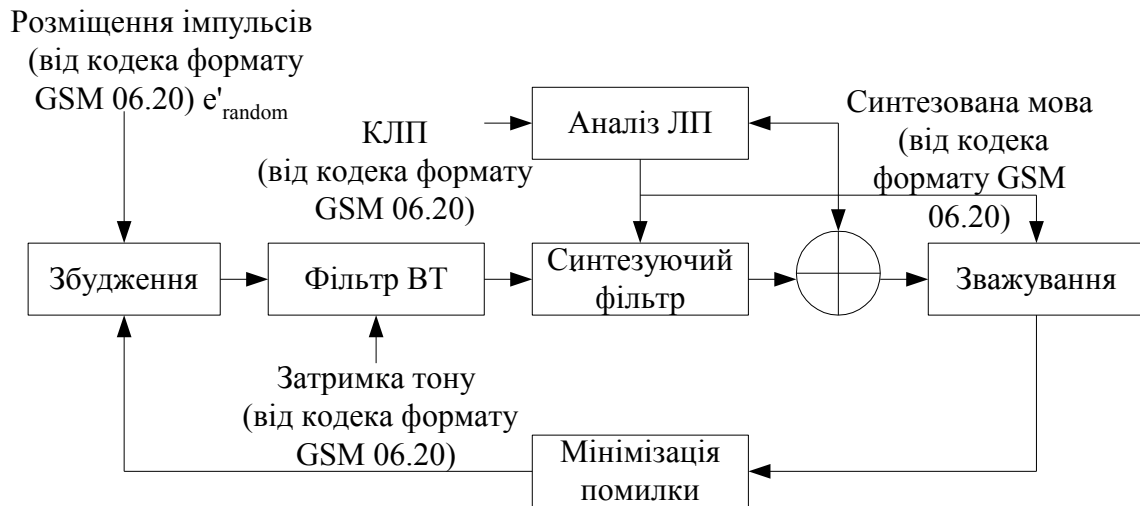 Розміщення імпульсів
(від кодека формату
GSM 06.20) e'random
КЛП
(від кодека формату
GSM 06.20)
Аналіз ЛП
Синтезована мова
(від кодека
формату GSM
06.20)
Збудження
Фільтр ВТ
Синтезуючий
фільтр
Зважування
Затримка тону
(від кодека формату
GSM 06.20)
Мінімізація
помилки